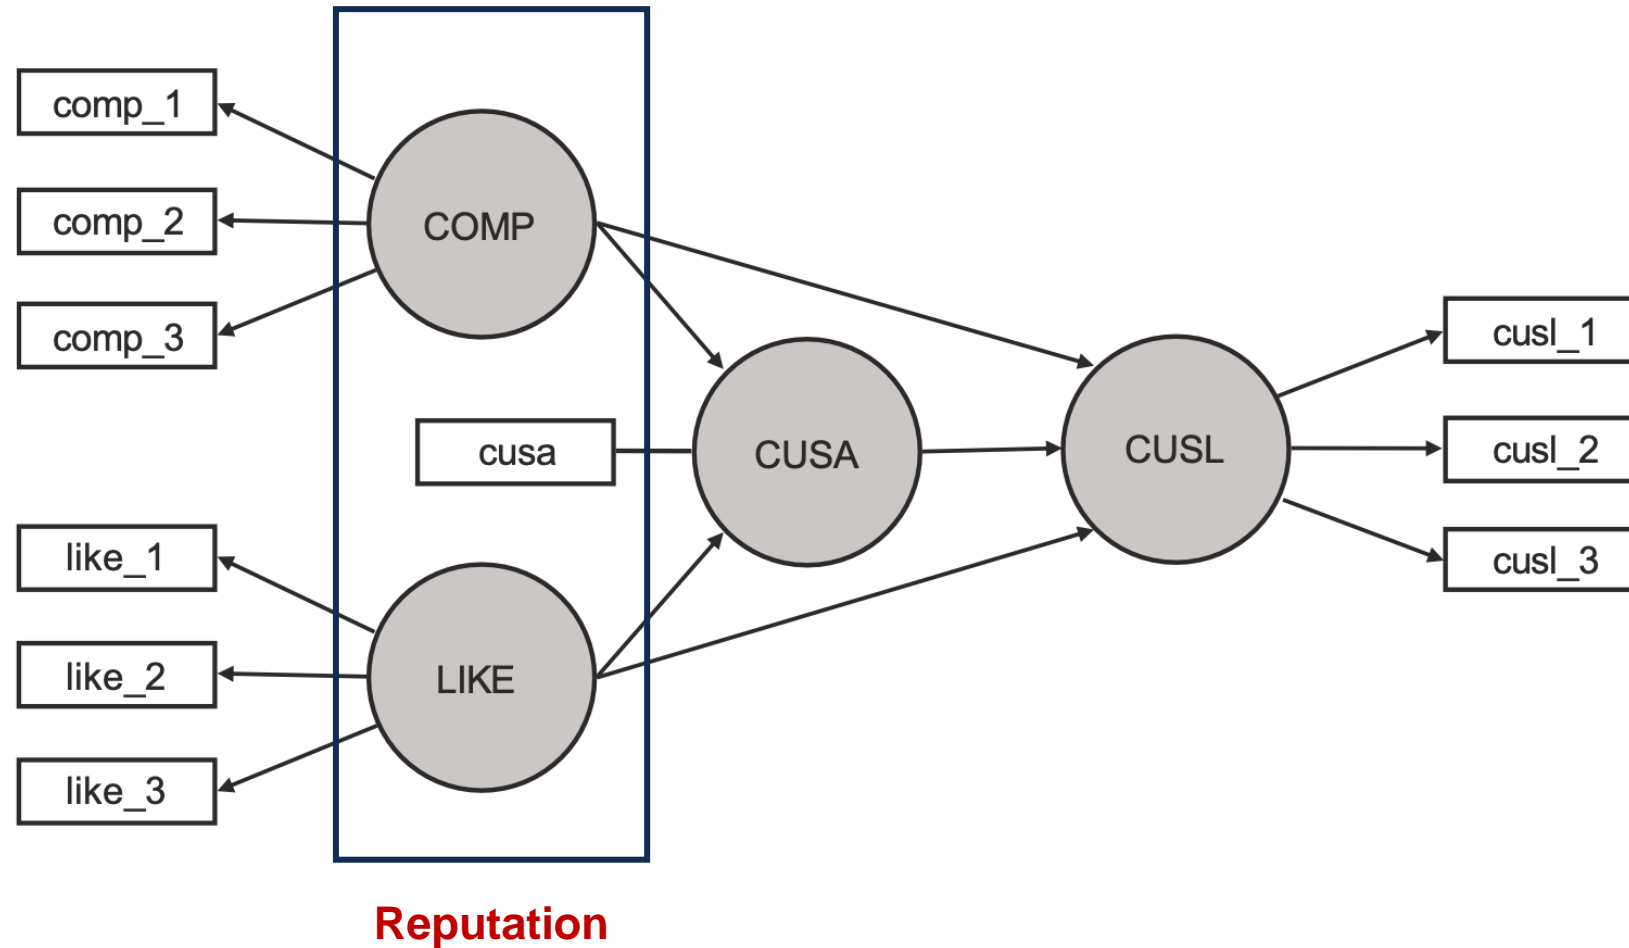 comp_1
comp_2
comp_3
COMP
cusa
CUSA
CUSL
cusl_1
cusl_2
cusl_3
like_1
like_2
like_3
LIKE
Reputation